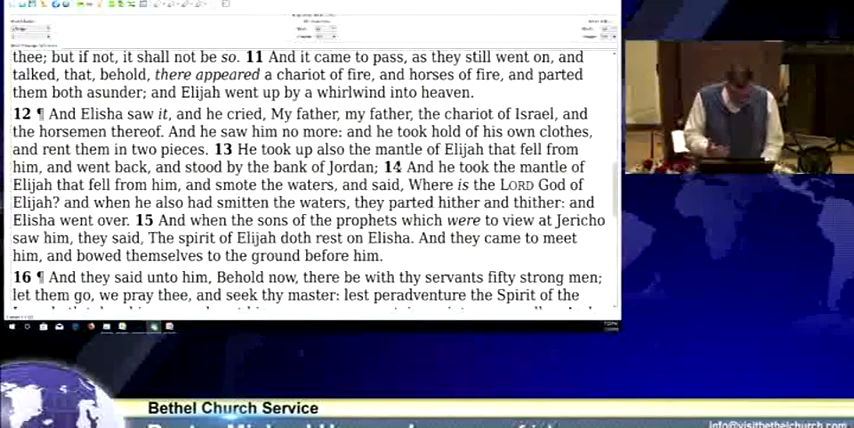 thee; but if not, it shall not be so. 11 And it came to pass, as they still went on, and
talked, that, behold, there appeared a chariot of fire, and horses of fire, and parted
them both asunder; and Elijah went up by a whirlwind into heaven.
12 ¶ And Elisha saw it, and he cried, My father, my father, the chariot of Israel, and
the horsemen thereof. And he saw him no more: and he took hold of his own clothes,
and rent them in two pieces. 13 He took up also the mantle of Elijah that fell from
him, and went back, and stood by the bank of Jordan; 14 And he took the mantle of
Elijah that fell from him, and smote the waters, and said, Where is the LORD God of
Elijah? and when he also had smitten the waters, they parted hither and thither: and
Elisha went over. 15 And when the sons of the prophets which were to view at Jericho
saw him, they said, The spirit of Elijah doth rest on Elisha. And they came to meet
him, and bowed themselves to the ground before him.
16 ¶ And they said unto him, Behold now, there be with thy servants fifty strong men;
let them go, we pray thee, and seek thy master: lest peradventure the Spirit of the
Bethel Church Service
info@visitbethelchurch.com